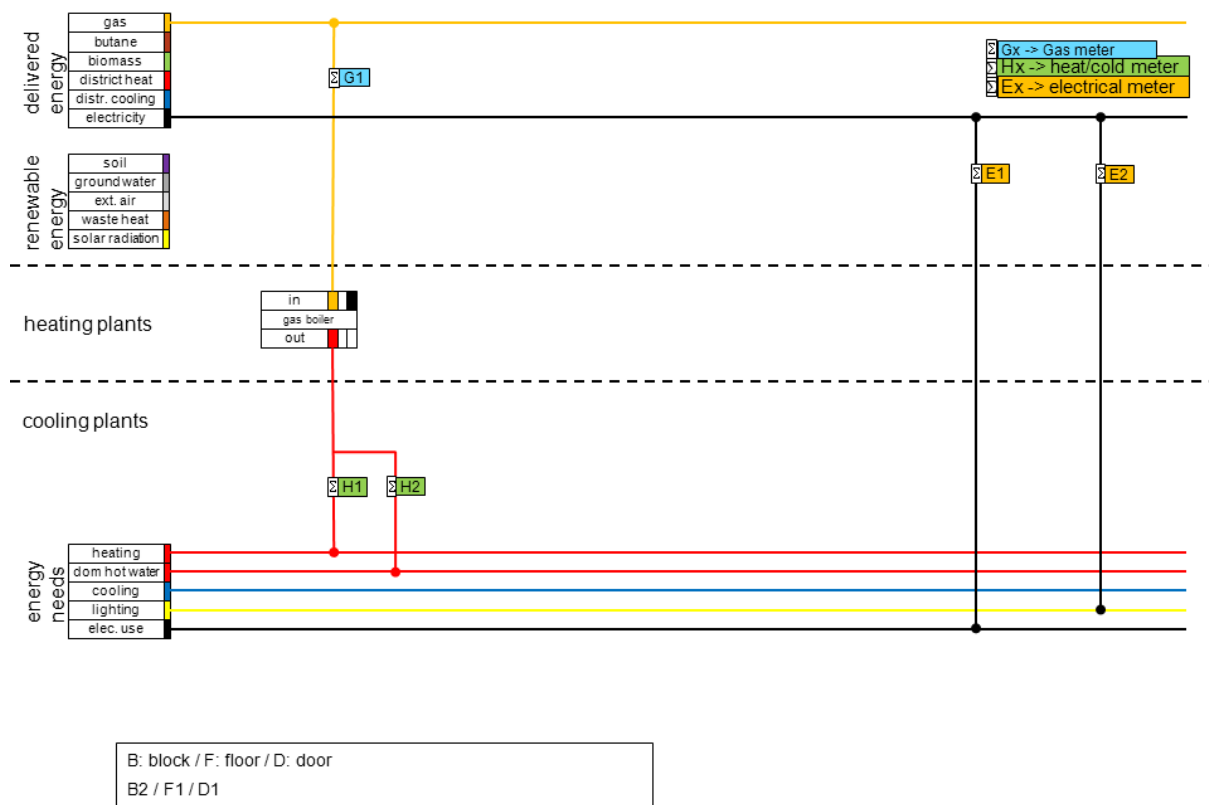 delivered
energy
gas
butane
biomass
district heat
distr. cooling
electricity
Σ G1
Σ Gx -> Gas meter
Σ Hx -> heat/cold meter
Σ Ex -> electrical meter
renewable
energy
soil
ground water
ext. air
waste heat
solar radiation
Σ E1
Σ E2
heating plants
in
gas boiler
out
cooling plants
Σ H1
Σ H2
energy
needs
heating
dom hot water
cooling
lighting
elec. use
B: block / F: floor / D: door
B2 / F1 / D1